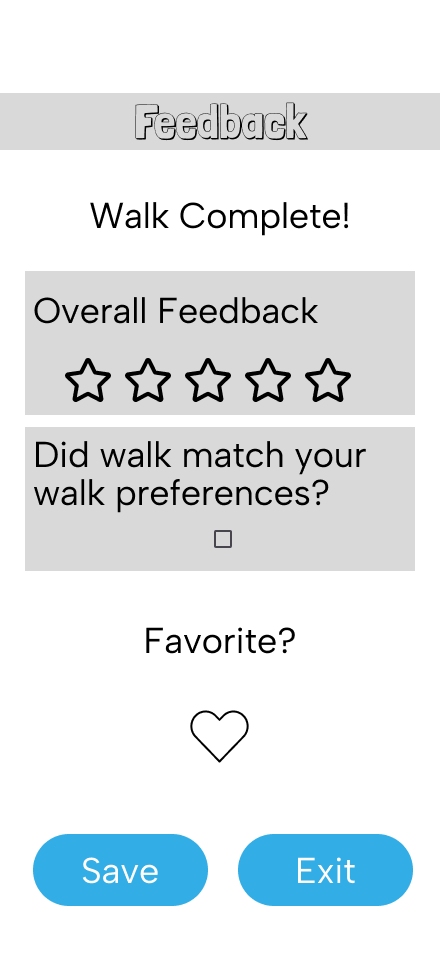 Feedback
Walk Complete!
Overall Feedback
Did walk match your
walk preferences?
Favorite?
Save
Exit